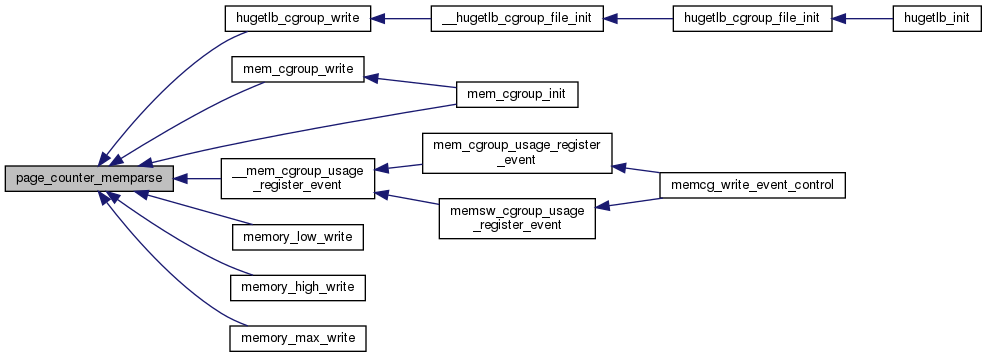 hugetlb_cgroup_write
__hugetlb_cgroup_file_init
hugetlb_cgroup_file_init
hugetlb_init
mem_cgroup_write
mem_cgroup_init
mem_cgroup_usage_register
_event
page_counter_memparse
__mem_cgroup_usage
_register_event
memcg_write_event_control
memsw_cgroup_usage
_register_event
memory_low_write
memory_high_write
memory_max_write